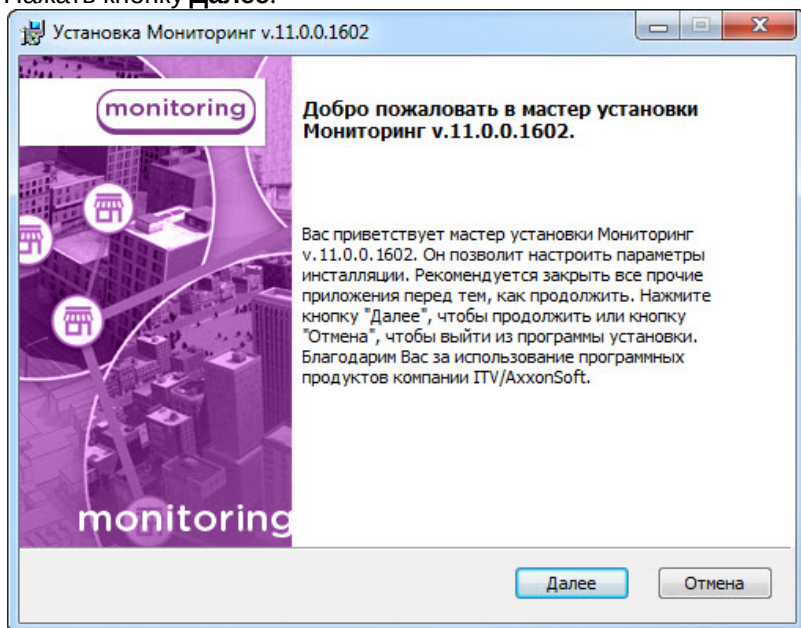 Нажать кнопку Далее.
Установка Мониторинг v.11.0.0.1602
monitoring
Добро пожаловать в мастер установки
Мониторинг v.11.0.0.1602.
Вас приветствует мастер установки Мониторинг
v.11.0.0.1602. Он позволит настроить параметры
инсталляции. Рекомендуется закрыть все прочие
приложения перед тем, как продолжить. Нажмите
кнопку "Далее", чтобы продолжить или кнопку
"Отмена", чтобы выйти из программы установки.
Благодарим Вас за использование программных
продуктов компании ITV/AxxonSoft.
monitoring
Далее
Отмена